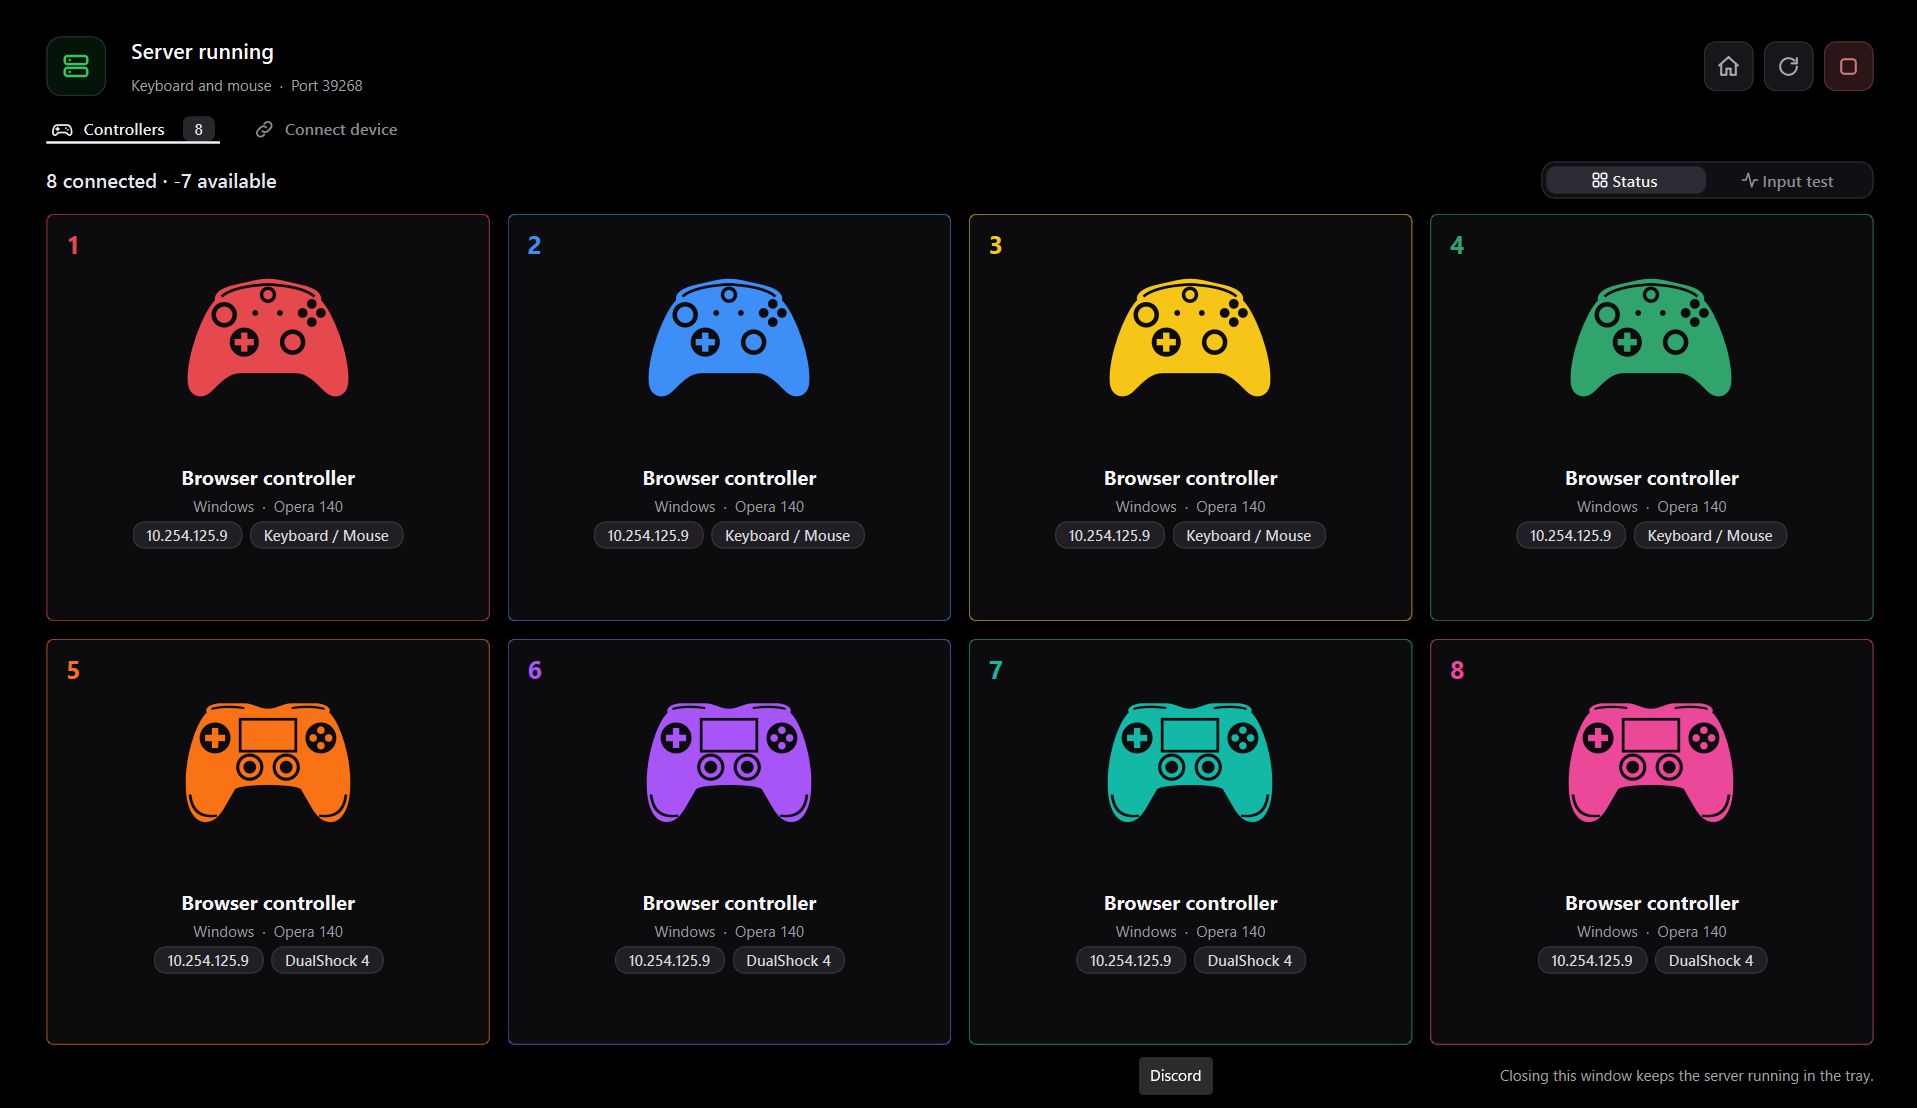 Server running
Keyboard and mouse · Port 39268
Controllers 8 Connect device
8 connected · -7 available
Status Input test
1 2 3 4
Browser controller Browser controller Browser controller Browser controller
Windows · Opera 140 Windows · Opera 140 Windows · Opera 140 Windows · Opera 140
10.254.125.9 Keyboard / Mouse 10.254.125.9 Keyboard / Mouse 10.254.125.9 Keyboard / Mouse 10.254.125.9 Keyboard / Mouse
5 6 7 8
Browser controller Browser controller Browser controller Browser controller
Windows · Opera 140 Windows · Opera 140 Windows · Opera 140 Windows · Opera 140
10.254.125.9 DualShock 4 10.254.125.9 DualShock 4 10.254.125.9 DualShock 4 10.254.125.9 DualShock 4
Discord
Closing this window keeps the server running in the tray.